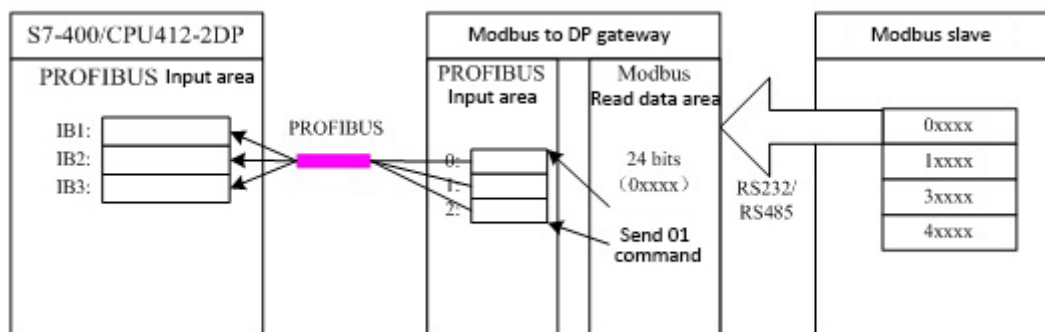 S7-400/CPU412-2DP
PROFIBUS Input area
IB1:
IB2:
IB3:
PROFIBUS
Modbus to DP gateway
PROFIBUS
Input area
0:
1:
2:
Modbus
Read data area
24 bits
(0xxxx)
Send 01
command
RS232/
RS485
Modbus slave
0xxxx
1xxxx
3xxxx
4xxxx